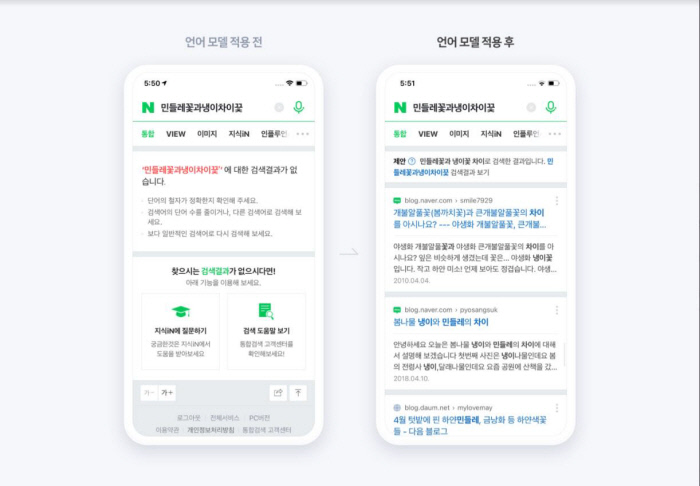 언어 모델 적용 전
5:50
N 민들레꽃과냉이차이꽃
통합 VIEW 이미지 지식iN 인플루언
'민들레꽃과냉이차이꽃'에 대한 검색결과가 없
습니다.
단어의 철자가 정확한지 확인해 주세요.
검색어의 단어 수를 줄이거나, 다른 검색어로 검색해 보
세요.
보다 일반적인 검색어로 다시 검색해 보세요.
찾으시는 검색결과가 없으시다면!
아래 기능을 이용해 보세요.
지식iN에 질문하기
궁금한것은 지식iN에서
도움을 받아보세요
검색 도움말 보기
통합검색 고객센터를
확인해보세요!
가- 가+
로그아웃 전체서비스 PC버전
이용약관 개인정보처리방침 통합검색 고객센터
언어 모델 적용 후
5:51
N 민들레꽃과냉이차이꽃
통합 VIEW 이미지 지식iN 인플루언
제안 민들레꽃과 냉이꽃 차이로 검색한 결과입니다. 민
들레꽃과냉이차이꽃 검색결과 보기
blog.naver.com › smile7929
개불알풀꽃(봄까치꽃)과 큰개불알풀꽃의 차이
를 아시나요? --- 야생화 개불알풀꽃, 큰개불...
야생화 개불알풀꽃과 야생화 큰개불알풀꽃의 차이를 아
시나요? 잎은 비슷하게 생겼는데 꽃은... 야생화 냉이꽃
입니다. 작고 하얀 미소! 언제 보아도 정겹습니다. 야생...
2010.04.04.
blog.naver.com › pyosangsuk
봄나물 냉이와 민들레의 차이
안녕하세요 오늘은 봄나물 냉이와 민들레의 차이에 대해
서 설명해 보겠습니다 첫번째 사진은 냉이나물인데요 봄
의 전령사 냉이,달래나물인데요 요즘 공원에 산책을 갔...
2018.04.10.
blog.daum.net › mylovemay
4월 텃밭에 핀 하얀민들레, 금낭화 등 하얀색꽃
들 - 다음 블로그